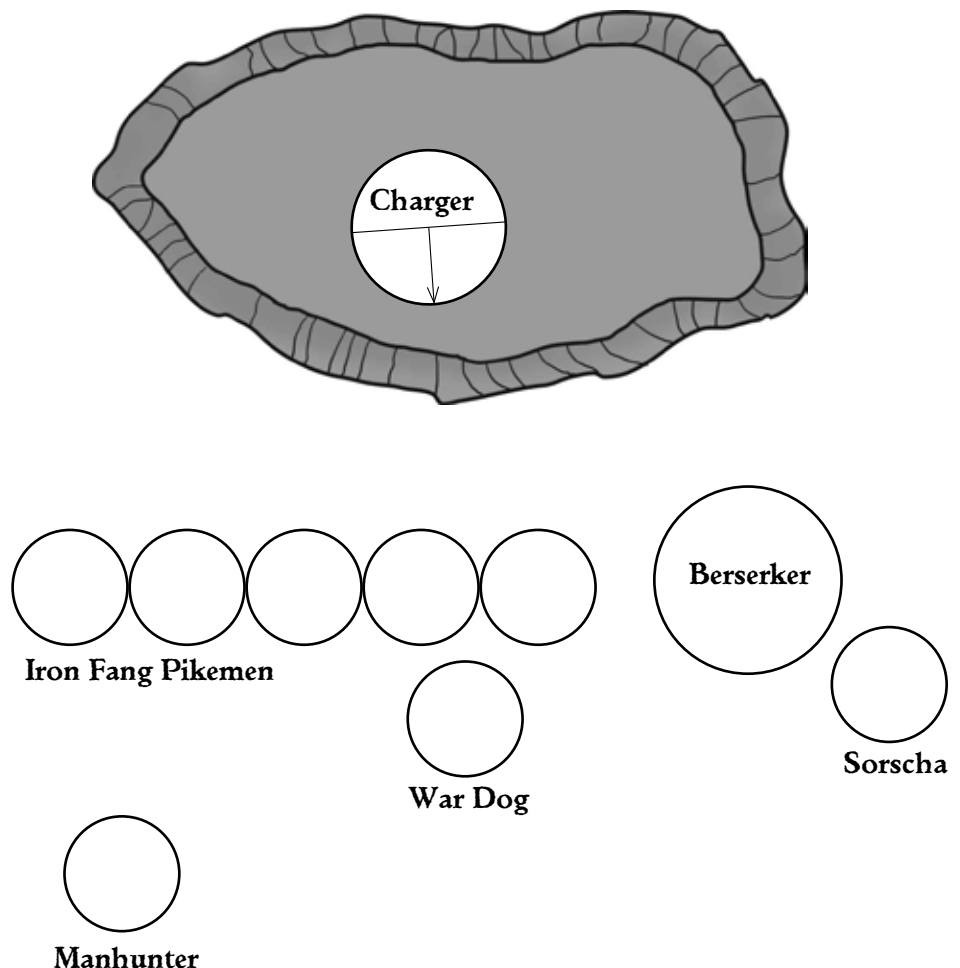 Charger
Berserker
Iron Fang Pikemen
Sorscha
War Dog
Manhunter